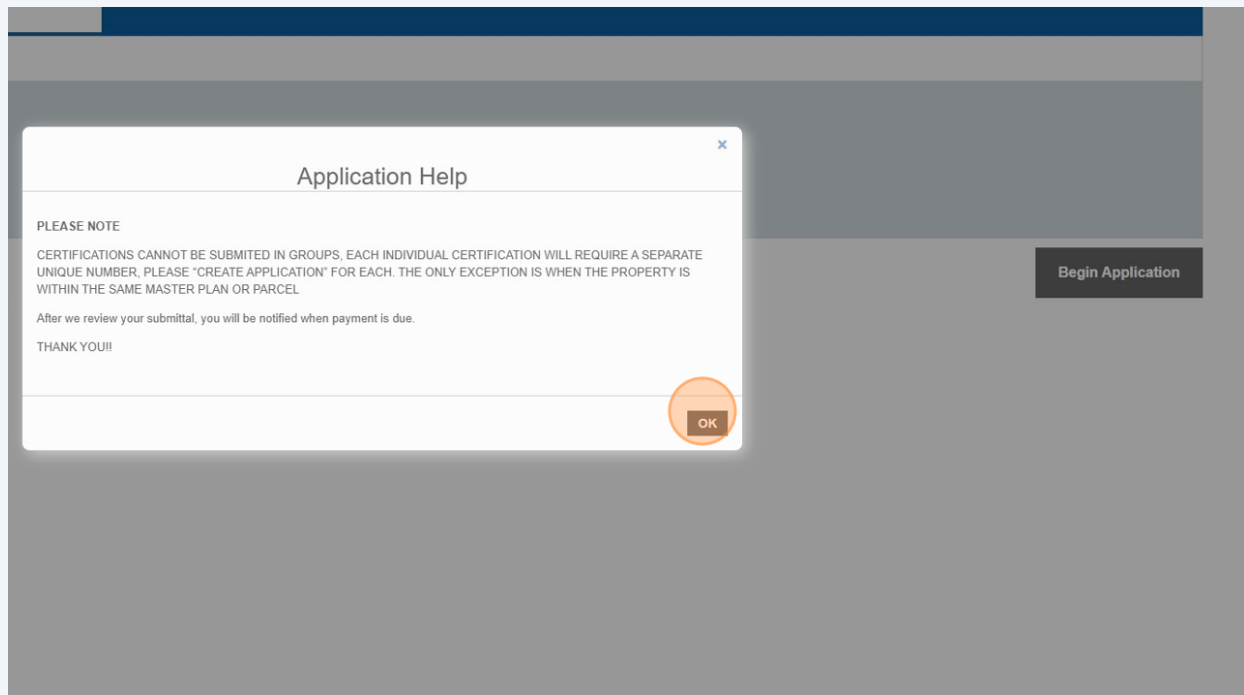 ×
Application Help
PLEASE NOTE
CERTIFICATIONS CANNOT BE SUBMITED IN GROUPS, EACH INDIVIDUAL CERTIFICATION WILL REQUIRE A SEPARATE
UNIQUE NUMBER, PLEASE "CREATE APPLICATION" FOR EACH. THE ONLY EXCEPTION IS WHEN THE PROPERTY IS
WITHIN THE SAME MASTER PLAN OR PARCEL
After we review your submittal, you will be notified when payment is due.
THANK YOU!!
OK
Begin Application